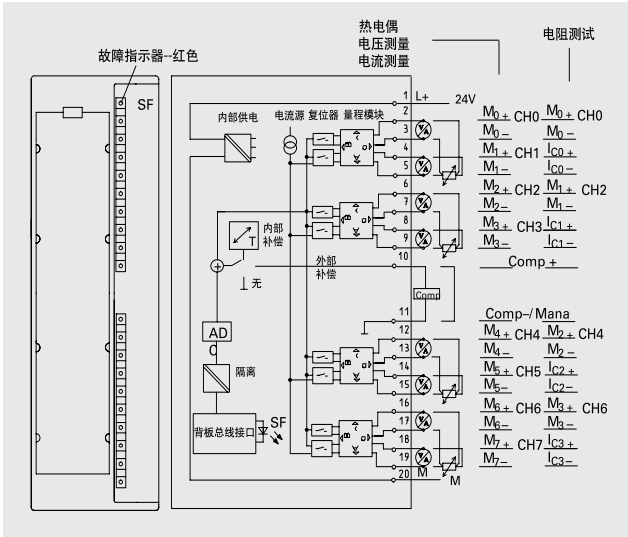 热电偶
电压测量
电流测量
电阻测试
故障指示器--红色
SF
内部供电
电流源 复位器 量程模块
1 L+ 24V
2
3
4
5
6
7
8
9
10
11
12
13
14
15
16
17
18
19
20
M
M
内部
补偿
T
外部
补偿
无
Comp
AD
C
隔离
背板总线接口
SF
M0+ CH0 M0+ CH0
M0– M0–
M1+ CH1 IC0+
M1– IC0–
M2+ CH2 M1+ CH2
M2– M1–
M3+ CH3 IC1+
M3– IC1–
Comp +
Comp–/ Mana
M4+ CH4 M2+ CH4
M4– M2–
M5+ CH5 IC2+
M5– IC2–
M6+ CH6 M3+ CH6
M6– M3–
M7+ CH7 IC3+
M7– IC3–